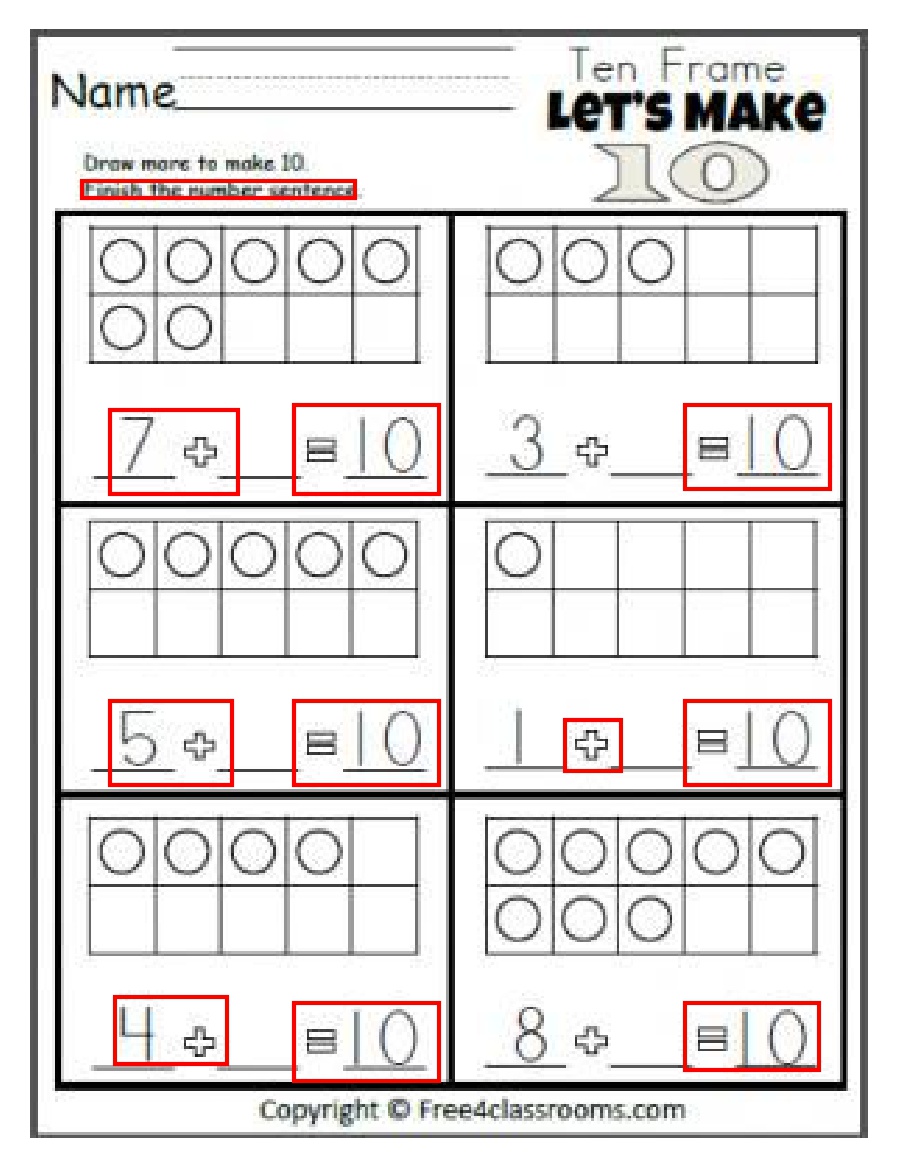 Name
Ten Frame
LET'S MAKE
10
Draw more to make 10.
Finish the number sentence.
7 + ___ = 10
3 + ___ = 10
5 + ___ = 10
1 + ___ = 10
4 + ___ = 10
8 + ___ = 10
Copyright © Free4classrooms.com